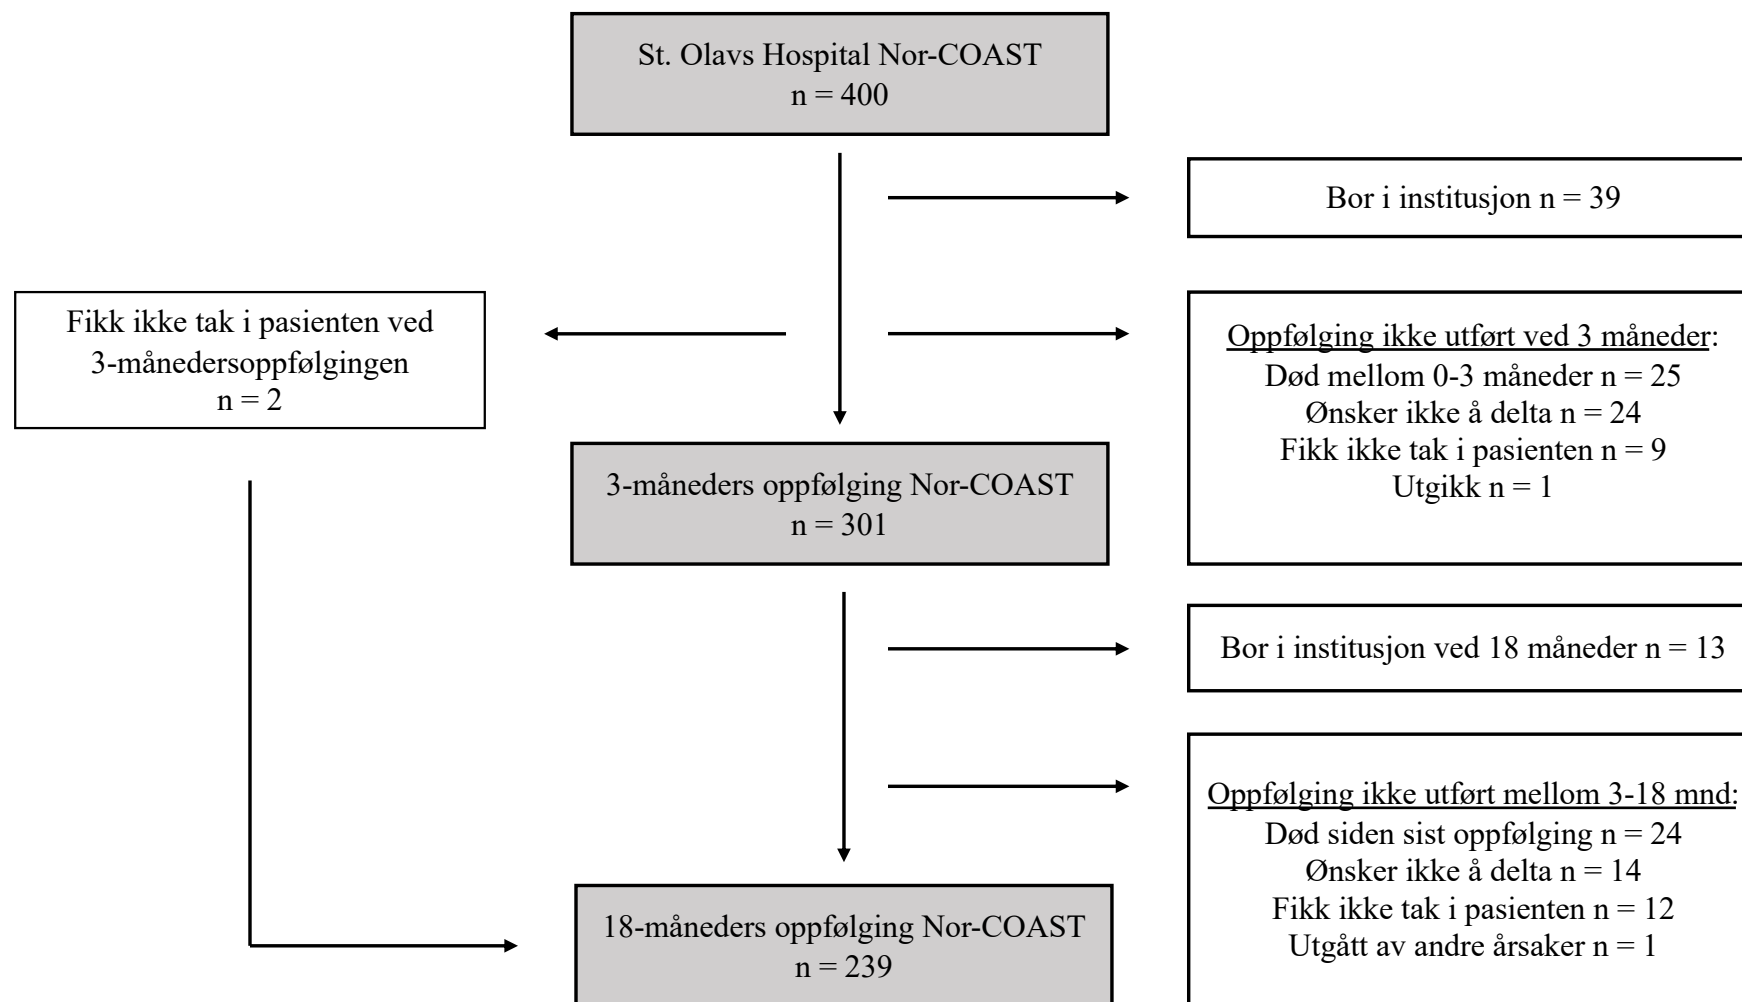 St. Olavs Hospital Nor-COAST
n = 400
Bor i institusjon n = 39
Fikk ikke tak i pasienten ved
3-månedersoppfølgingen
n = 2
Oppfølging ikke utført ved 3 måneder:
Død mellom 0-3 måneder n = 25
Ønsker ikke å delta n = 24
Fikk ikke tak i pasienten n = 9
Utgikk n = 1
3-måneders oppfølging Nor-COAST
n = 301
Bor i institusjon ved 18 måneder n = 13
Oppfølging ikke utført mellom 3-18 mnd:
Død siden sist oppfølging n = 24
Ønsker ikke å delta n = 14
Fikk ikke tak i pasienten n = 12
Utgått av andre årsaker n = 1
18-måneders oppfølging Nor-COAST
n = 239